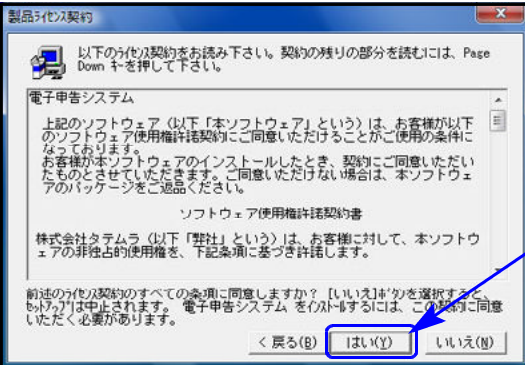 製品ﾗｲｾﾝｽ契約
以下のﾗｲｾﾝｽ契約をお読み下さい。契約の残りの部分を読むには、Page
Down ｷｰを押して下さい。
電子申告システム
上記のソフトウェア（以下「本ソフトウェア」という）は、お客様が以下
のソフトウェア使用権許諾契約にご同意いただけることがご使用の条件に
なっております。
お客様が本ソフトウェアのインストールしたとき、契約にご同意いただい
たものとさせていただきます。ご同意いただけない場合は、本ソフトウェ
アのパッケージをご返品ください。
ソフトウェア使用権許諾契約書
株式会社タテムラ（以下「弊社」という）は、お客様に対して、本ソフトウ
ェアの非独占的使用権を、下記条項に基づき許諾します。
前述のﾗｲｾﾝｽ契約のすべての条項に同意しますか？ [いいえ]ﾎﾞﾀﾝを選択すると、
ｾｯﾄｱｯﾌﾟは中止されます。 電子申告システム をｲﾝｽﾄｰﾙするには、この契約に同意
いただく必要があります。
< 戻る(B)
はい(Y)
いいえ(N)